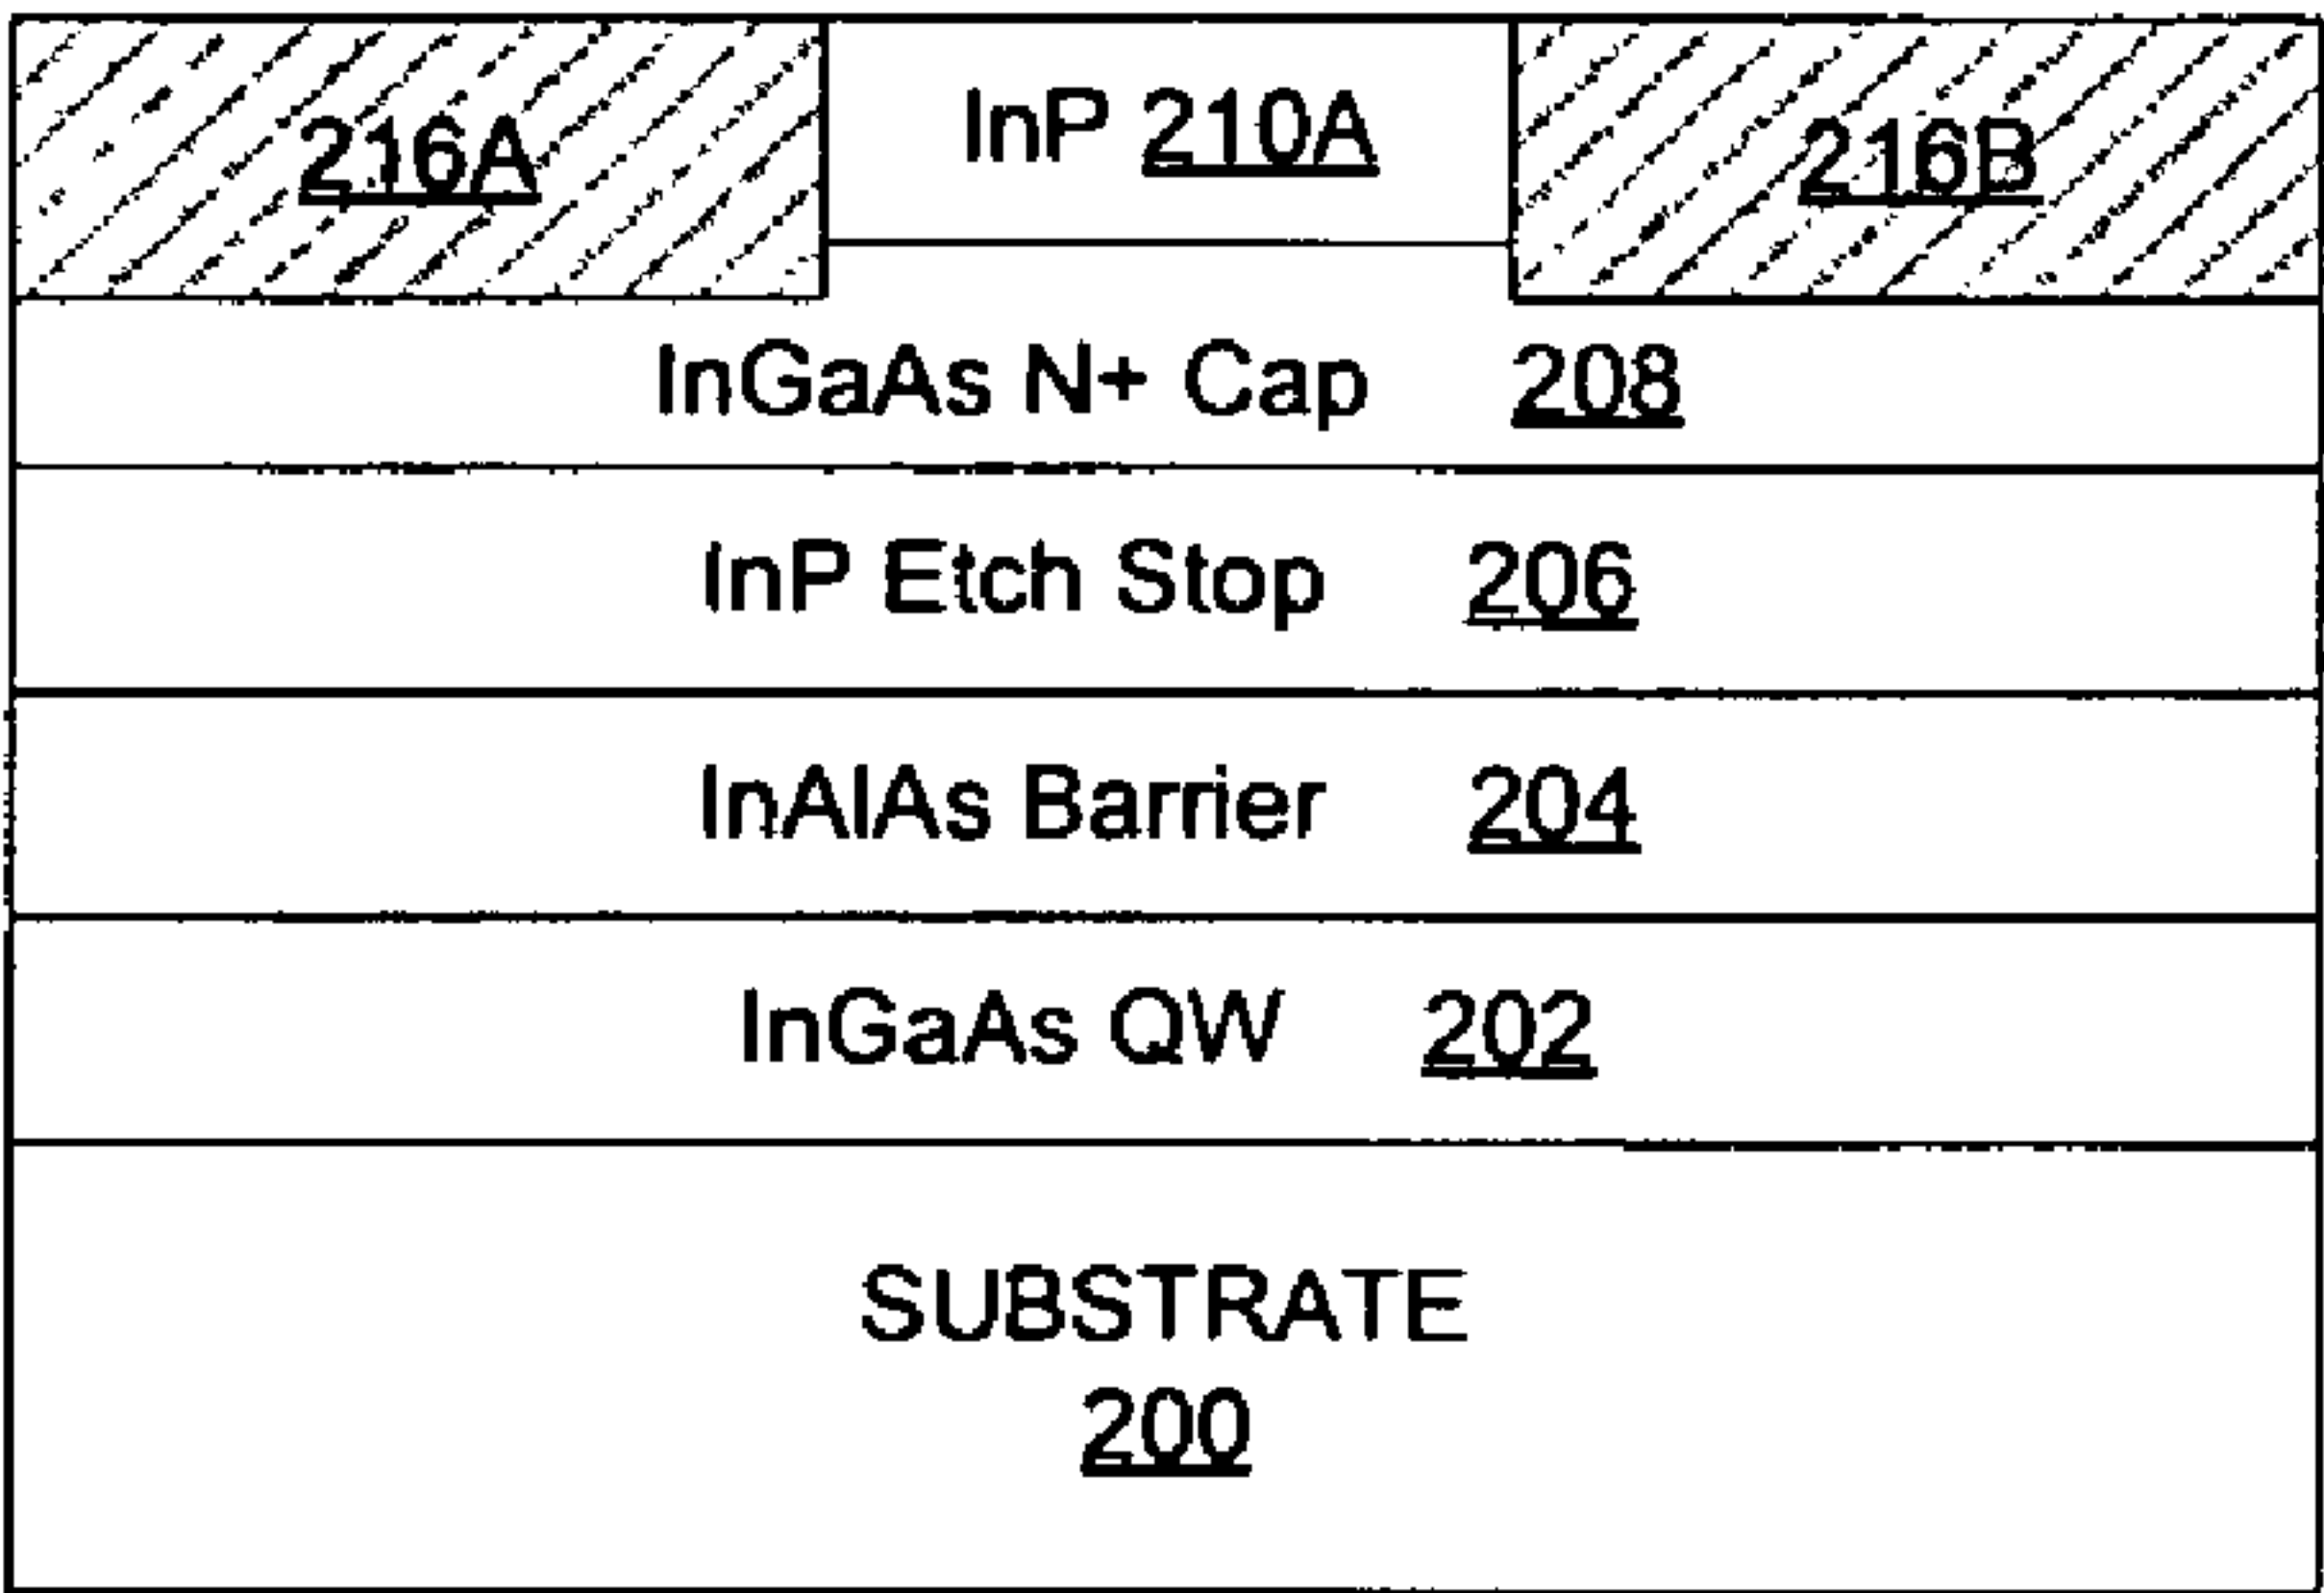 216A
InP 210A
216B
InGaAs N+ Cap 208
InP Etch Stop 206
InAlAs Barrier 204
InGaAs QW 202
SUBSTRATE
200